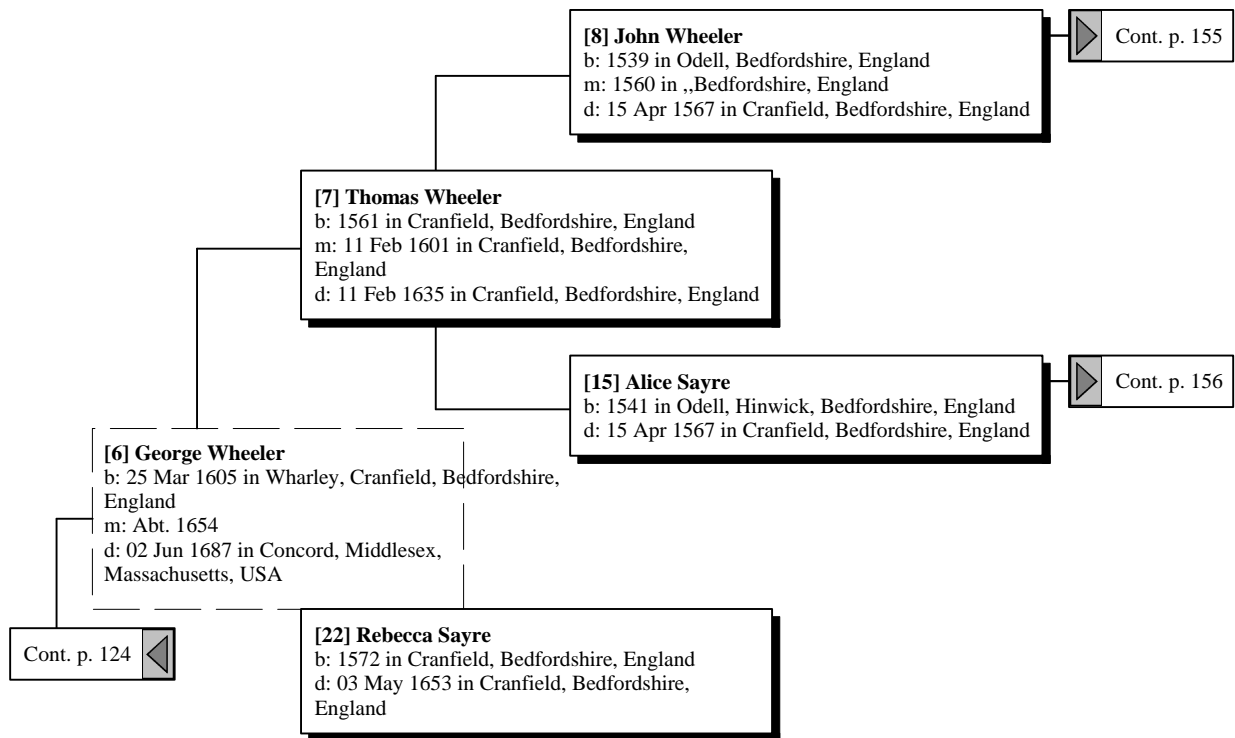 [8] John Wheeler
b: 1539 in Odell, Bedfordshire, England
m: 1560 in ,,Bedfordshire, England
d: 15 Apr 1567 in Cranfield, Bedfordshire, England
Cont. p. 155
[7] Thomas Wheeler
b: 1561 in Cranfield, Bedfordshire, England
m: 11 Feb 1601 in Cranfield, Bedfordshire,
England
d: 11 Feb 1635 in Cranfield, Bedfordshire, England
[15] Alice Sayre
b: 1541 in Odell, Hinwick, Bedfordshire, England
d: 15 Apr 1567 in Cranfield, Bedfordshire, England
Cont. p. 156
[6] George Wheeler
b: 25 Mar 1605 in Wharley, Cranfield, Bedfordshire,
England
m: Abt. 1654
d: 02 Jun 1687 in Concord, Middlesex,
Massachusetts, USA
Cont. p. 124
[22] Rebecca Sayre
b: 1572 in Cranfield, Bedfordshire, England
d: 03 May 1653 in Cranfield, Bedfordshire,
England